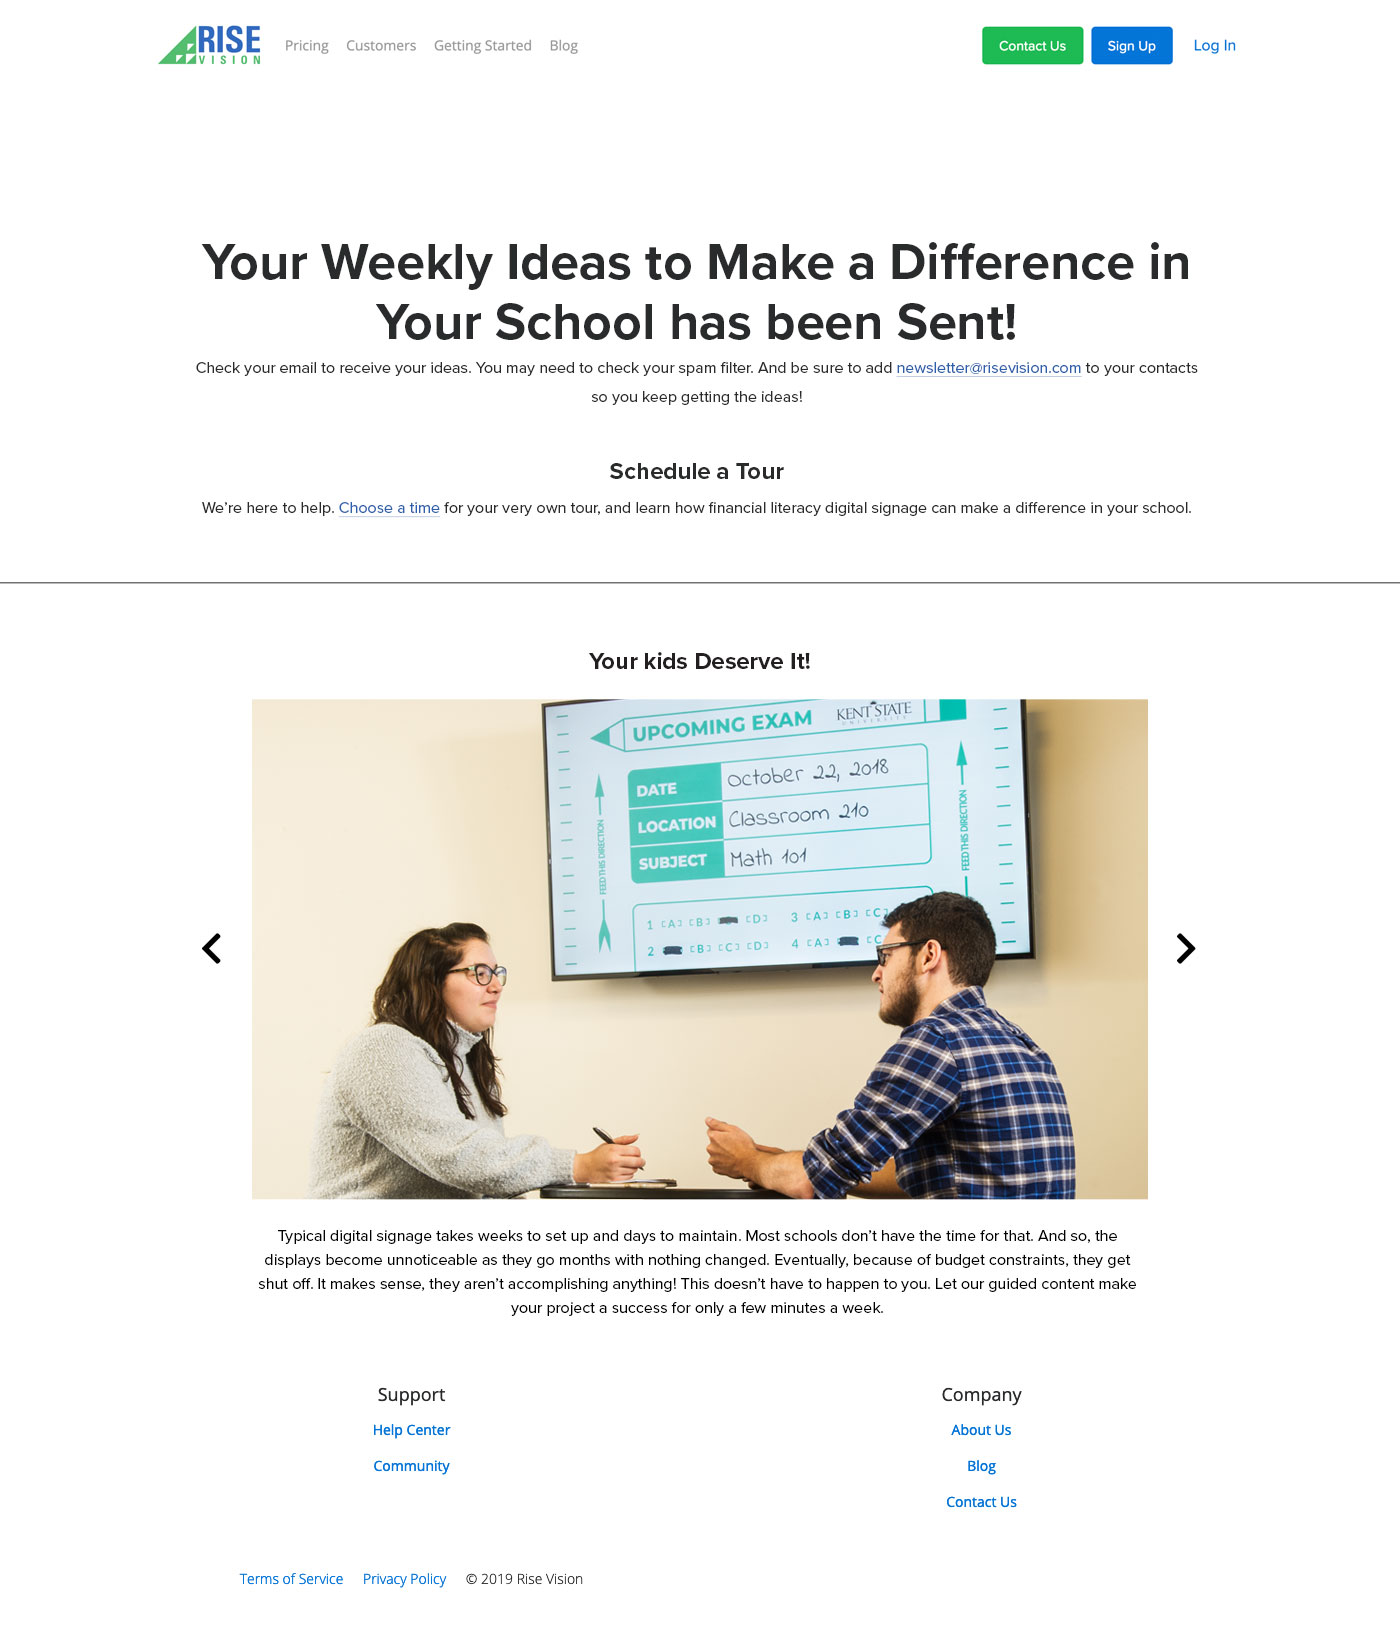 RISE
VISION
Pricing Customers Getting Started Blog
Contact Us Sign Up Log In
Your Weekly Ideas to Make a Difference in
Your School has been Sent!
Check your email to receive your ideas. You may need to check your spam filter. And be sure to add newsletter@risevision.com to your contacts
so you keep getting the ideas!
Schedule a Tour
We're here to help. Choose a time for your very own tour, and learn how financial literacy digital signage can make a difference in your school.
Your kids Deserve It!
UPCOMING EXAM
KENT STATE
UNIVERSITY
DATE October 22, 2018
LOCATION Classroom 210
SUBJECT Math 101
FEED THIS DIRECTION
FEED THIS DIRECTION
1 [A] [B] [D] 3 [A] [B] [C]
2 [B] [C] [D] 4 [A] [C]
Typical digital signage takes weeks to set up and days to maintain. Most schools don't have the time for that. And so, the
displays become unnoticeable as they go months with nothing changed. Eventually, because of budget constraints, they get
shut off. It makes sense, they aren't accomplishing anything! This doesn't have to happen to you. Let our guided content make
your project a success for only a few minutes a week.
Support
Help Center
Community
Company
About Us
Blog
Contact Us
Terms of Service Privacy Policy © 2019 Rise Vision